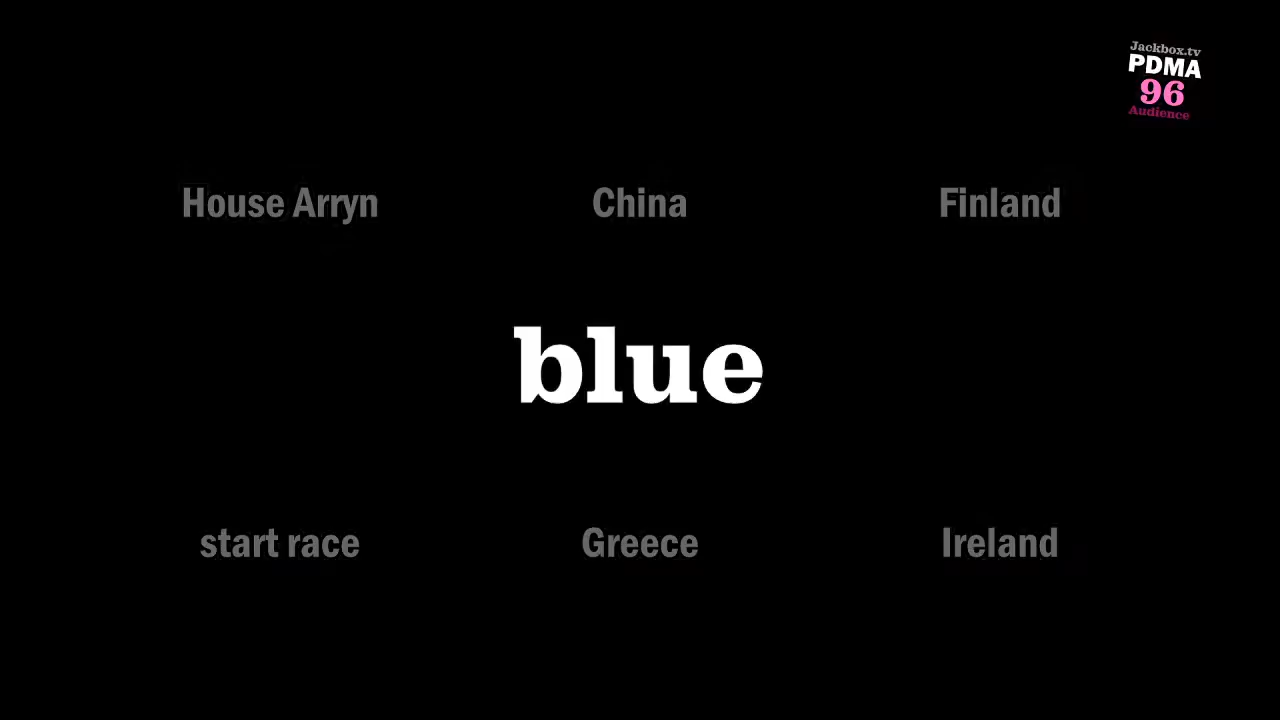 Jackbox.tv
PDMA
96
Audience
House Arryn
China
Finland
blue
start race
Greece
Ireland